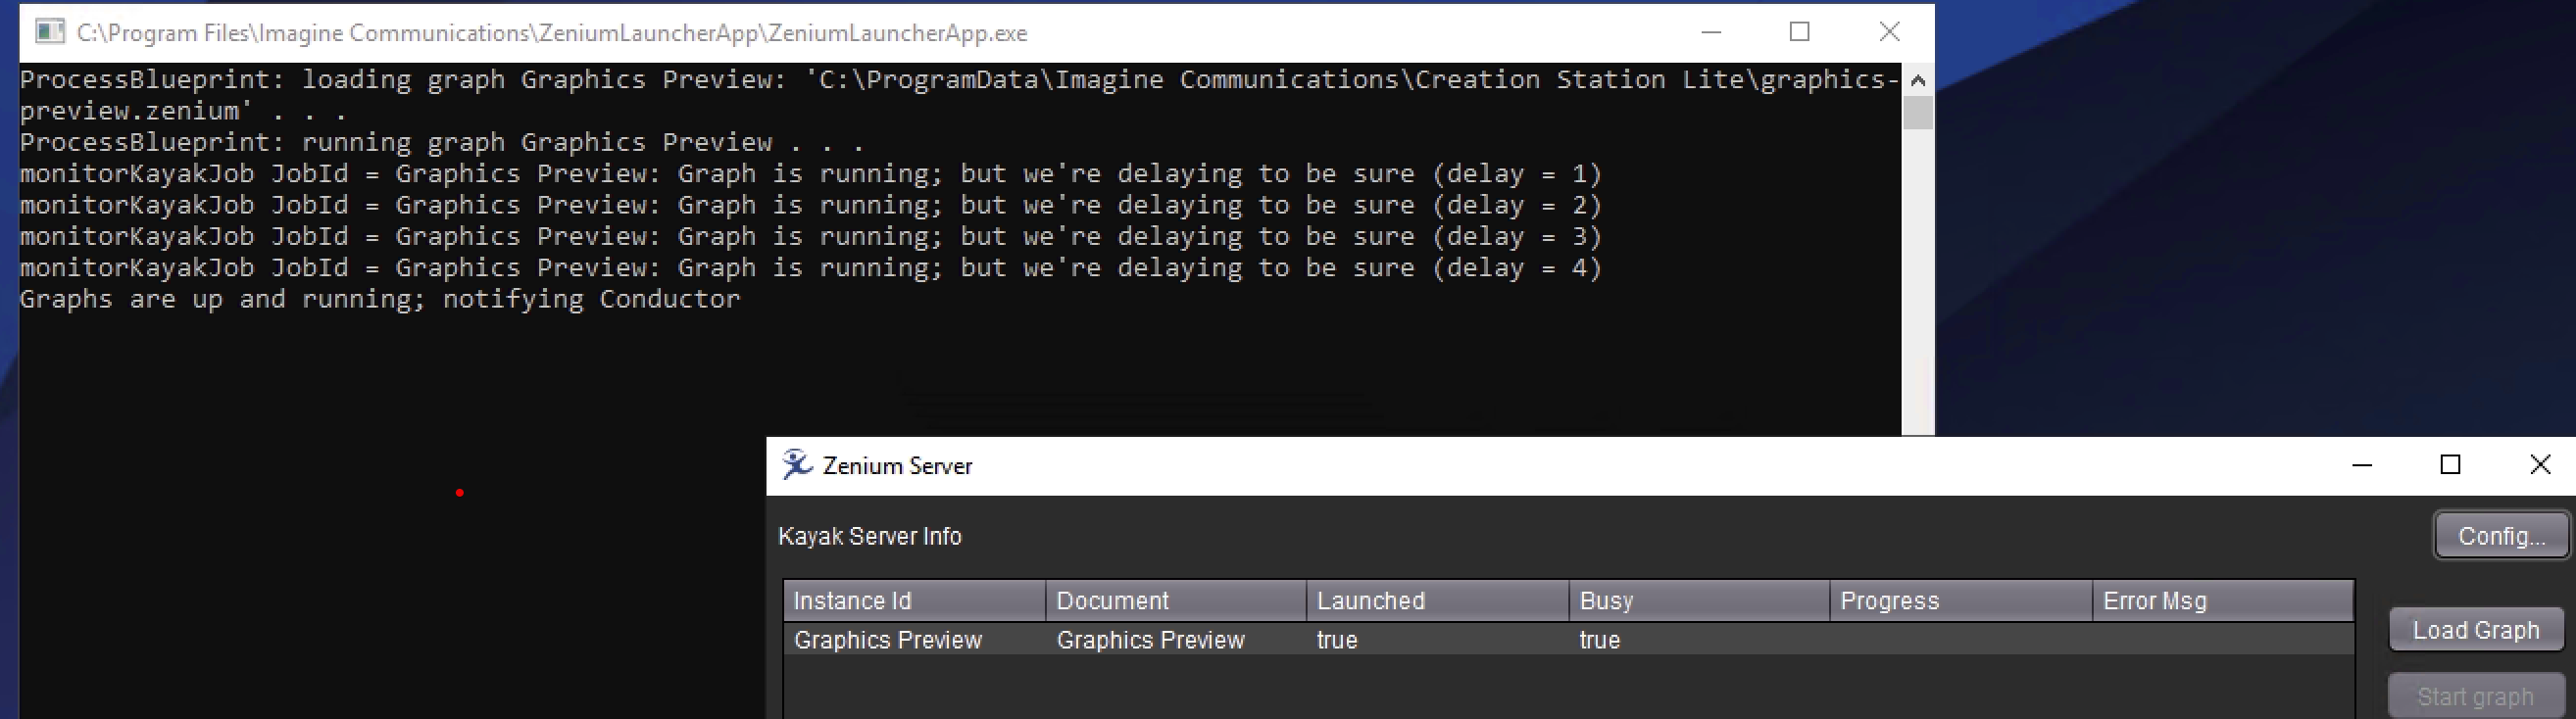 C:\Program Files\Imagine Communications\ZeniumLauncherApp\ZeniumLauncherApp.exe
ProcessBlueprint: loading graph Graphics Preview: 'C:\ProgramData\Imagine Communications\Creation Station Lite\graphics-
preview.zenium' . . .
ProcessBlueprint: running graph Graphics Preview . . .
monitorKayakJob JobId = Graphics Preview: Graph is running; but we're delaying to be sure (delay = 1)
monitorKayakJob JobId = Graphics Preview: Graph is running; but we're delaying to be sure (delay = 2)
monitorKayakJob JobId = Graphics Preview: Graph is running; but we're delaying to be sure (delay = 3)
monitorKayakJob JobId = Graphics Preview: Graph is running; but we're delaying to be sure (delay = 4)
Graphs are up and running; notifying Conductor
Zenium Server
Kayak Server Info
Config...
Instance Id Document Launched Busy Progress Error Msg
Graphics Preview Graphics Preview true true
Load Graph
Start graph